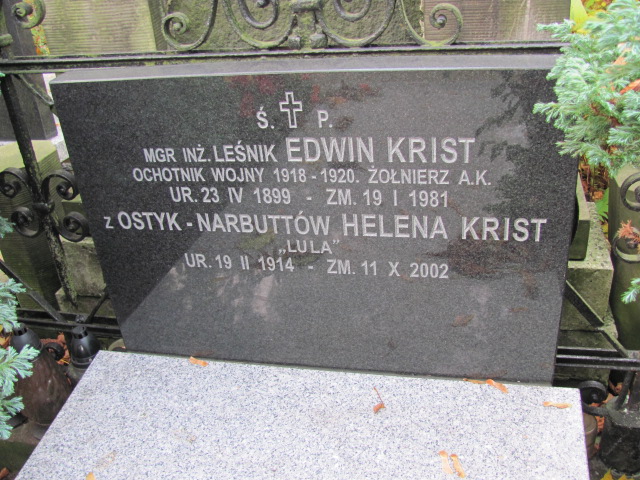 Ś. P.
MGR INŻ. LEŚNIK EDWIN KRIST
OCHOTNIK WOJNY 1918-1920. ŻOŁNIERZ A.K.
UR. 23 IV 1899 - ZM. 19 I 1981
z OSTYK-NARBUTTÓW HELENA KRIST
„LULA”
UR. 19 II 1914 - ZM. 11 X 2002